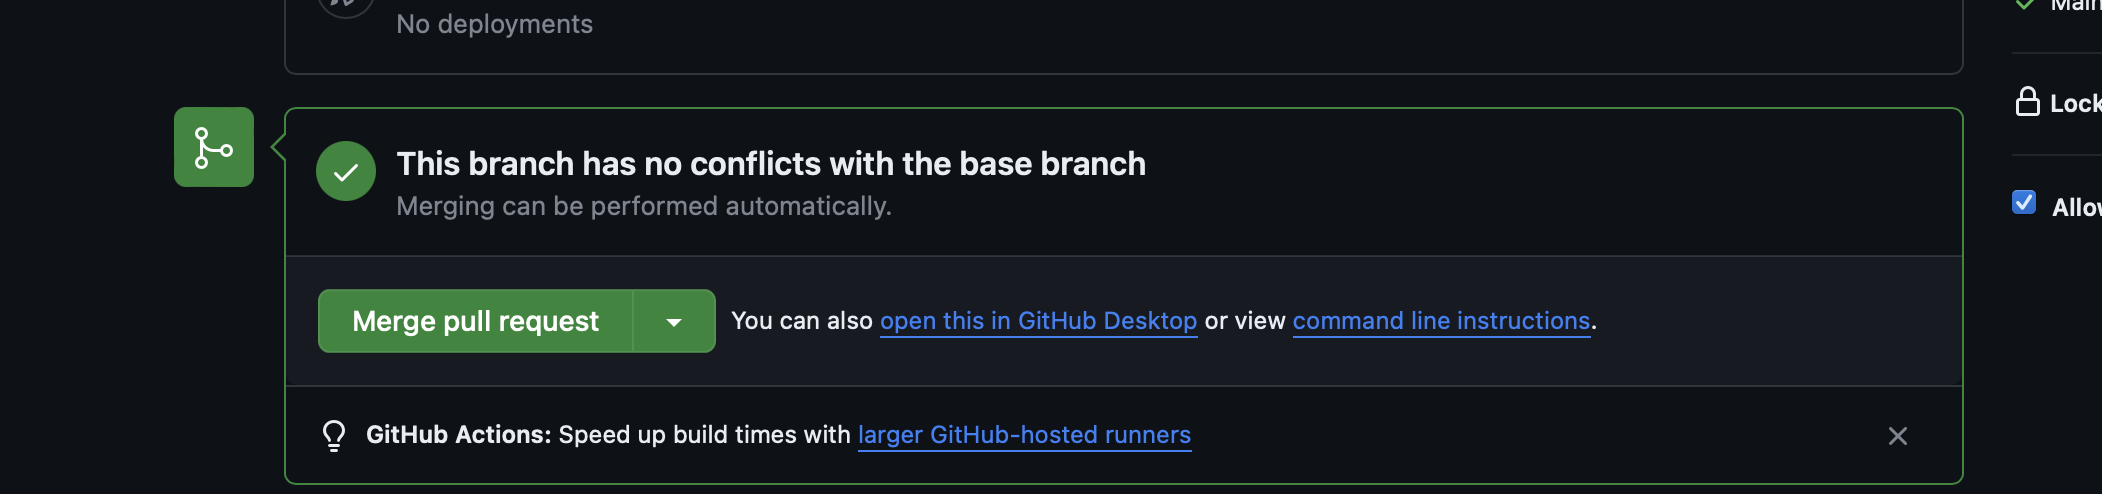 No deployments
This branch has no conflicts with the base branch
Merging can be performed automatically.
Merge pull request
You can also open this in GitHub Desktop or view command line instructions.
GitHub Actions: Speed up build times with larger GitHub-hosted runners
Lock